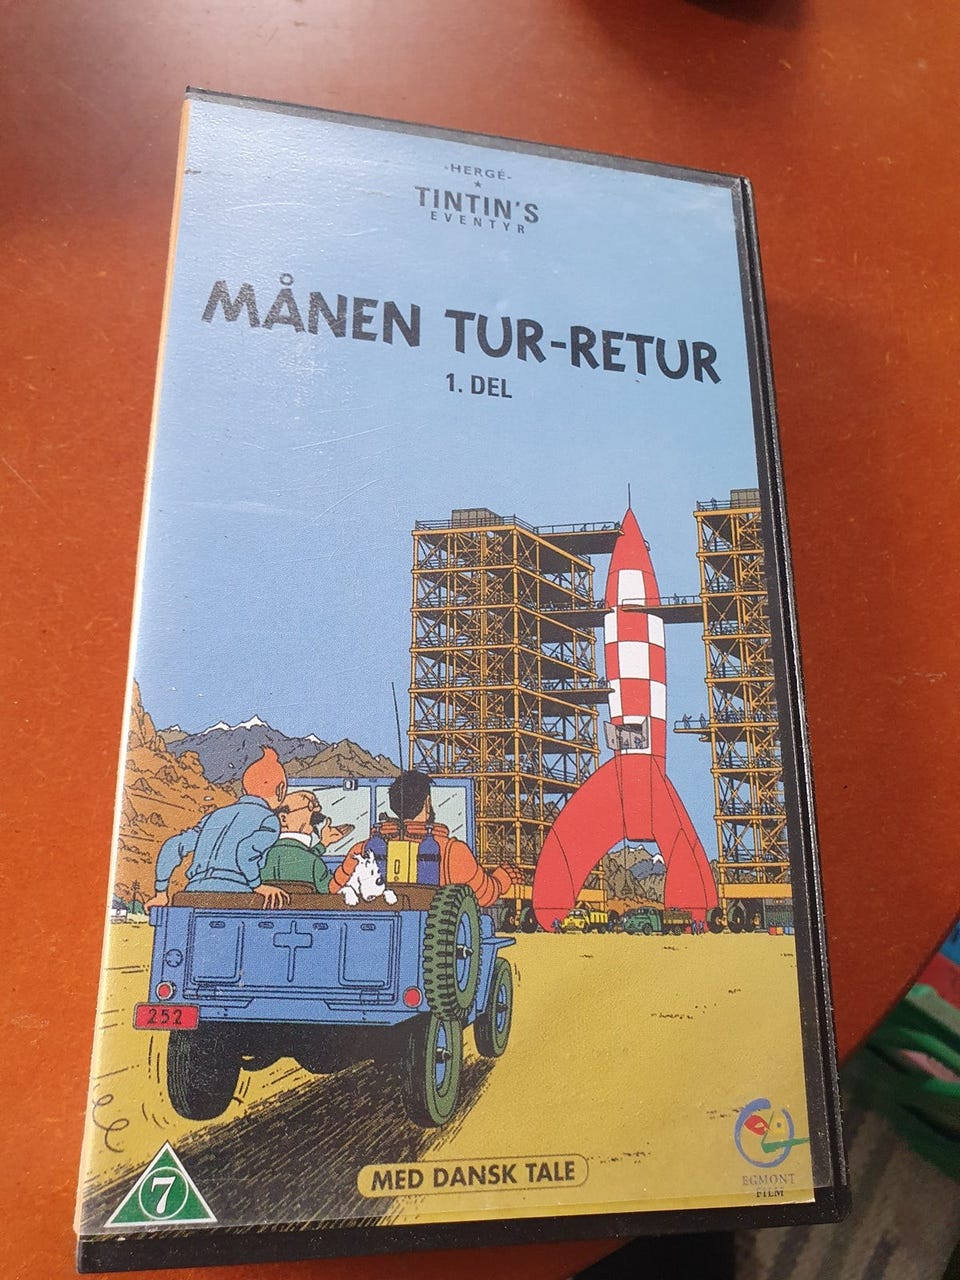 -HERGÉ-
TINTIN'S
EVENTYR
MÅNEN TUR-RETUR
1. DEL
252
MED DANSK TALE
7
EGMONT
FILM